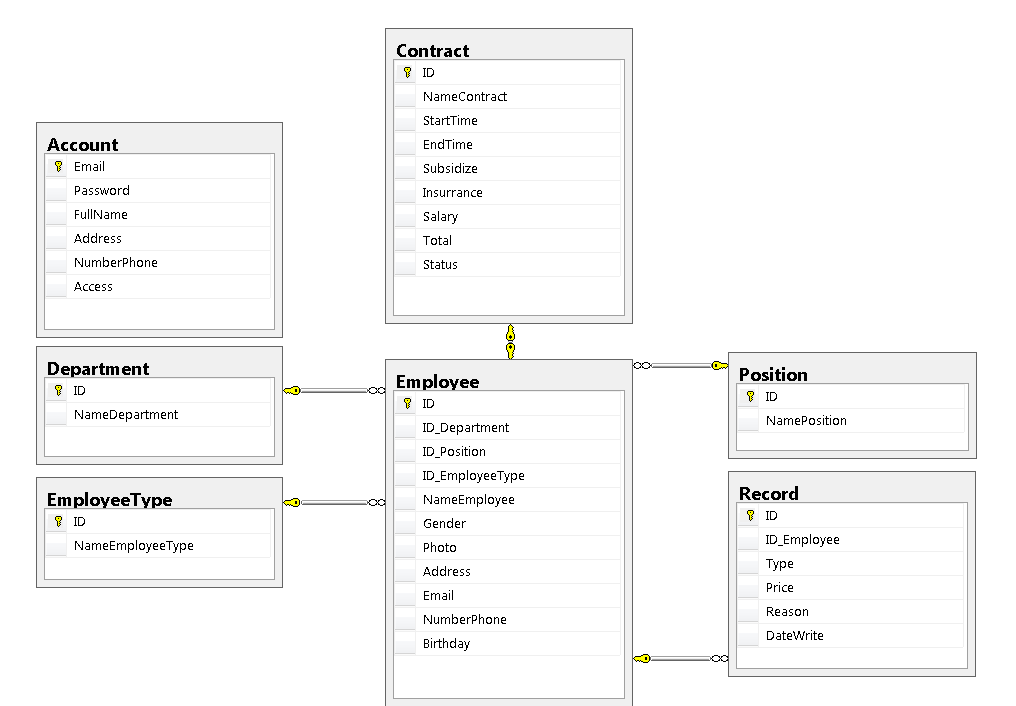 Contract
ID
NameContract
StartTime
EndTime
Subsidize
Insurrance
Salary
Total
Status
Account
Email
Password
FullName
Address
NumberPhone
Access
Department
ID
NameDepartment
EmployeeType
ID
NameEmployeeType
Employee
ID
ID_Department
ID_Position
ID_EmployeeType
NameEmployee
Gender
Photo
Address
Email
NumberPhone
Birthday
Position
ID
NamePosition
Record
ID
ID_Employee
Type
Price
Reason
DateWrite